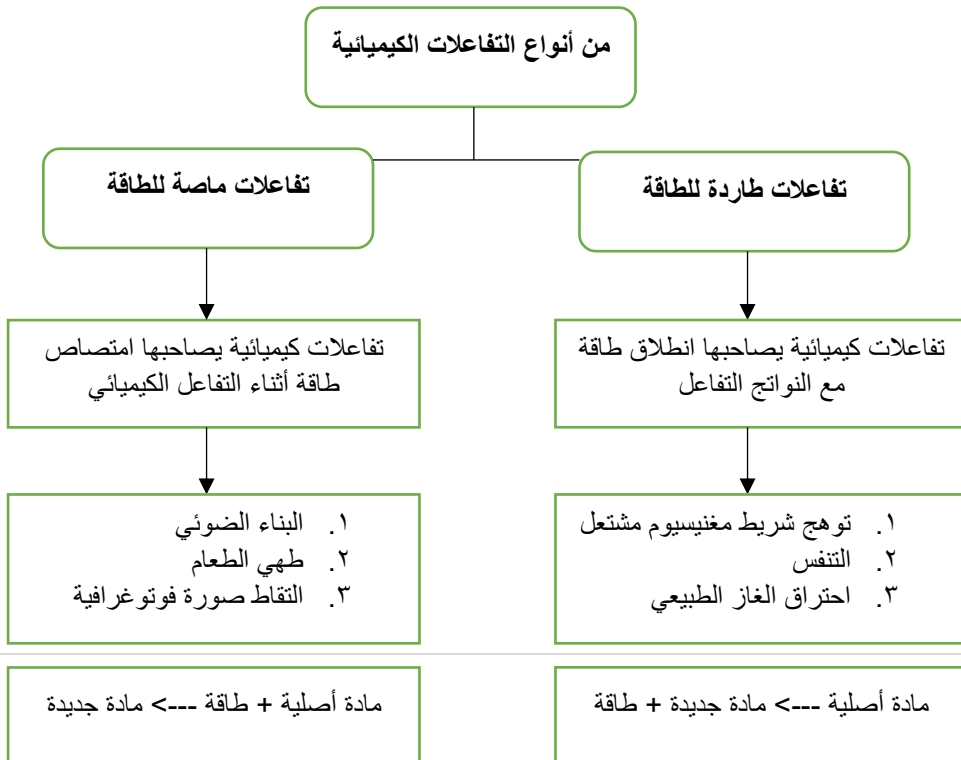 من أنواع التفاعلات الكيميائية
تفاعلات طاردة للطاقة
تفاعلات ماصة للطاقة
تفاعلات كيميائية يصاحبها انطلاق طاقة
مع النواتج التفاعل
تفاعلات كيميائية يصاحبها امتصاص
طاقة أثناء التفاعل الكيميائي
١. توهج شريط مغنيسيوم مشتعل
٢. التنفس
٣. احتراق الغاز الطبيعي
١. البناء الضوئي
٢. طهي الطعام
٣. التقاط صورة فوتوغرافية
مادة أصلية ---> مادة جديدة + طاقة
مادة أصلية + طاقة ---> مادة جديدة